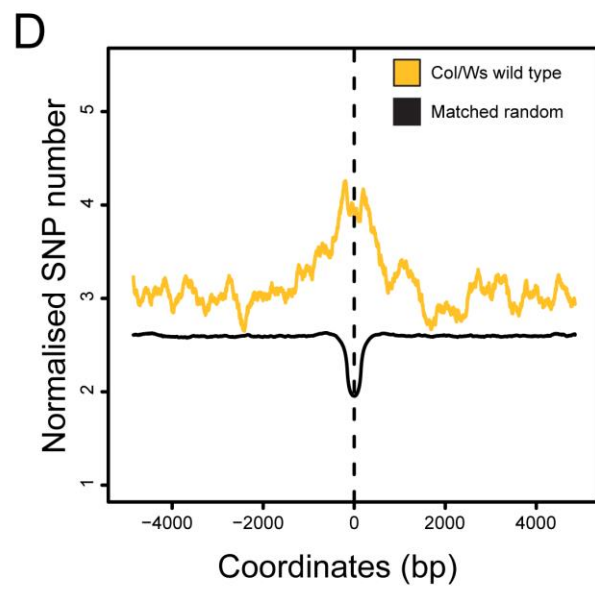 D
Col/Ws wild type
Matched random
Normalised SNP number
5
4
3
2
1
−4000 −2000 0 2000 4000
Coordinates (bp)